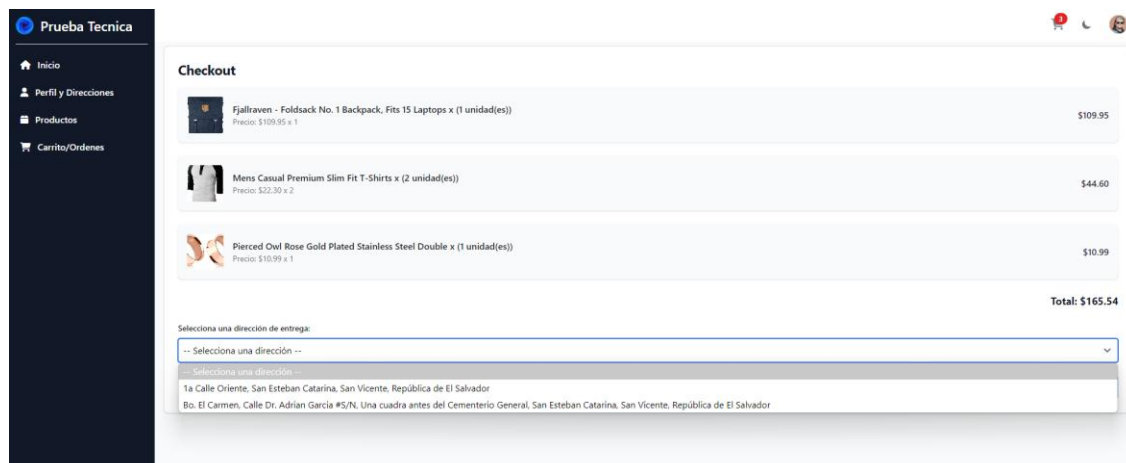 Prueba Tecnica
3
Inicio
Perfil y Direcciones
Productos
Carrito/Ordenes
Checkout
Fjallraven - Foldsack No. 1 Backpack, Fits 15 Laptops x (1 unidad(es))
Precio: $109.95 x 1
$109.95
Mens Casual Premium Slim Fit T-Shirts x (2 unidad(es))
Precio: $22.30 x 2
$44.60
Pierced Owl Rose Gold Plated Stainless Steel Double x (1 unidad(es))
Precio: $10.99 x 1
$10.99
Total: $165.54
Selecciona una dirección de entrega:
-- Selecciona una dirección --
-- Selecciona una dirección --
1a Calle Oriente, San Esteban Catarina, San Vicente, República de El Salvador
Bo. El Carmen, Calle Dr. Adrian Garcia #S/N, Una cuadra antes del Cementerio General, San Esteban Catarina, San Vicente, República de El Salvador